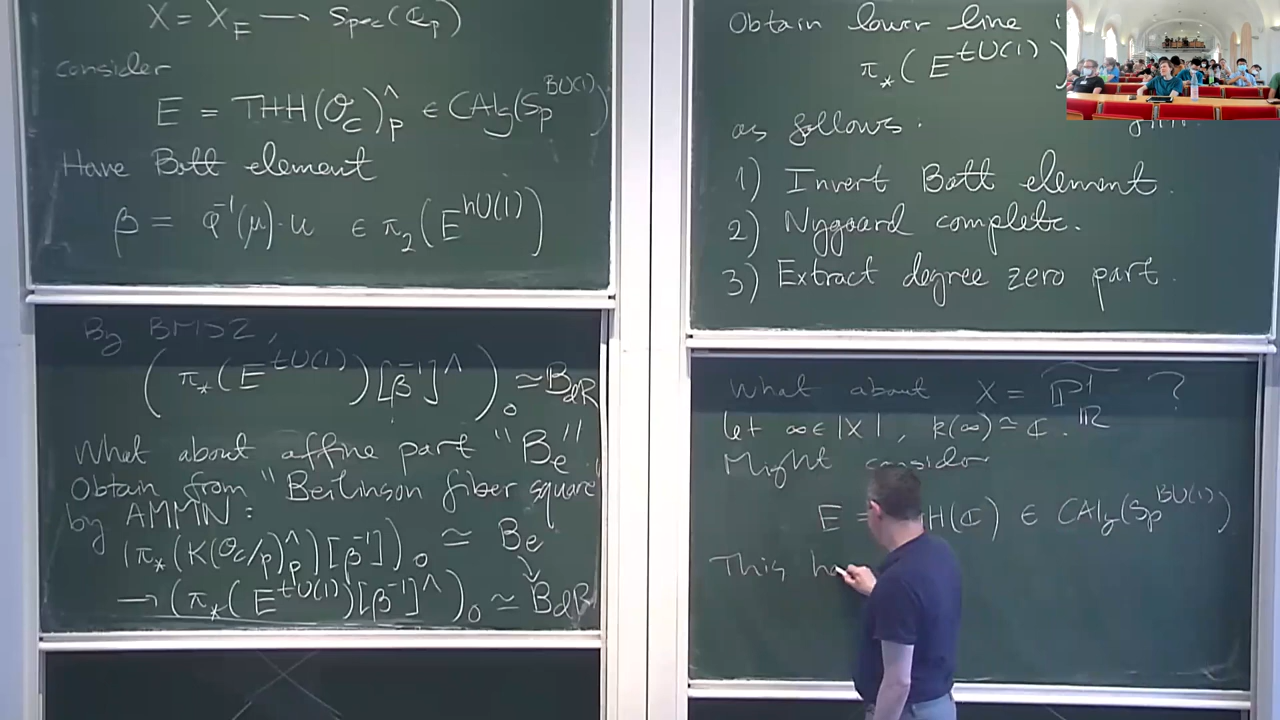 X = X_F → Spec(ℚ_p)
consider
E = THH(𝒪_C)^∧_p ∈ CAlg(Sp^{BU(1)})
Have Bott element
β = φ^{-1}(μ)·u ∈ π_2(E^{hU(1)})
By BMS2,
(π_*(E^{tU(1)})[β^{-1}]^∧)_0 ≃ B_dR
What about affine part "B_e"
Obtain from "Beilinson fiber square"
by AMMN:
(π_*(K(𝒪_C/p)^∧_p)[β^{-1}])_0 ≃ B_e
→ (π_*(E^{tU(1)})[β^{-1}]^∧)_0 ≃ B_dR
Obtain lower line
π_*(E^{tU(1)})
as follows.
1) Invert Bott element.
2) Nygaard complete.
3) Extract degree zero part.
What about X = ℙ^1_ℝ ?
Let ∞ ∈ |X|, k(∞) ≃ ℂ.
Might consider
E = HH(ℂ) ∈ CAlg(Sp^{BU(1)})
This